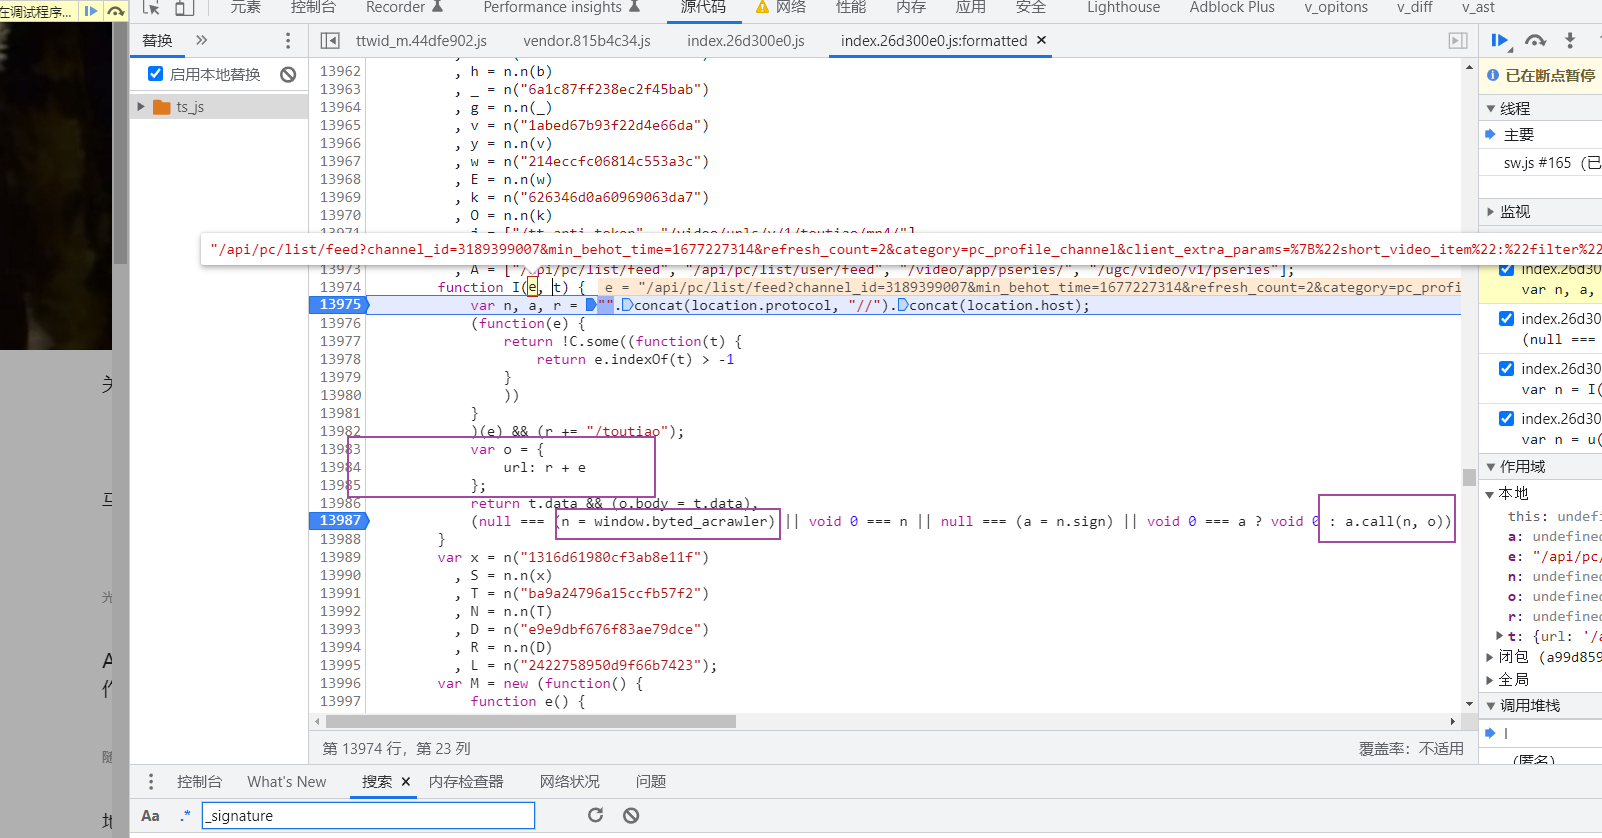 在调试程序...
元素 控制台 Recorder Performance insights 源代码 网络 性能 内存 应用 安全 Lighthouse Adblock Plus v_opitons v_diff v_ast
替换 » ttwid_m.44dfe902.js vendor.815b4c34.js index.26d300e0.js index.26d300e0.js:formatted ×
启用本地替换
ts_js
13962 , h = n.n(b)
13963 , _ = n("6a1c87ff238ec2f45bab")
13964 , g = n.n(_)
13965 , v = n("1abed67b93f22d4e66da")
13966 , y = n.n(v)
13967 , w = n("214eccfc06814c553a3c")
13968 , E = n.n(w)
13969 , k = n("626346d0a60969063da7")
13970 , O = n.n(k)
"/api/pc/list/feed?channel_id=3189399007&min_behot_time=1677227314&refresh_count=2&category=pc_profile_channel&client_extra_params=%7B%22short_video_item%22:%22filter%22
13973 , A = ["/api/pc/list/feed", "/api/pc/list/user/feed", "/video/app/pseries/", "/ugc/video/v1/pseries"];
13974 function I(e, t) { e = "/api/pc/list/feed?channel_id=3189399007&min_behot_time=1677227314&refresh_count=2&category=pc_profi
13975 var n, a, r = "".concat(location.protocol, "//").concat(location.host);
13976 (function(e) {
13977 return !C.some((function(t) {
13978 return e.indexOf(t) > -1
13979 }
13980 ))
13981 }
13982 )(e) && (r += "/toutiao");
13983 var o = {
13984 url: r + e
13985 };
13986 return t.data && (o.body = t.data),
13987 (null === (n = window.byted_acrawler) || void 0 === n || null === (a = n.sign) || void 0 === a ? void 0 : a.call(n, o))
13988 }
13989 var x = n("1316d61980cf3ab8e11f")
13990 , S = n.n(x)
13991 , T = n("ba9a24796a15ccfb57f2")
13992 , N = n.n(T)
13993 , D = n("e9e9dbf676f83ae79dce")
13994 , R = n.n(D)
13995 , L = n("2422758950d9f66b7423");
13996 var M = new (function() {
13997 function e() {
第 13974 行，第 23 列 覆盖率：不适用
已在断点暂停
线程
主要
sw.js #165 (已
监视
index.26d30
var n, a,
index.26d30
(null ===
index.26d30
var n = I(
index.26d30
var n = u(
作用域
本地
this: undefi
a: undefined
e: "/api/pc/
n: undefined
o: undefined
r: undefined
t: {url: '/a
闭包 (a99d859
全局
调用堆栈
I
(匿名)
控制台 What's New 搜索 × 内存检查器 网络状况 问题
Aa .* _signature